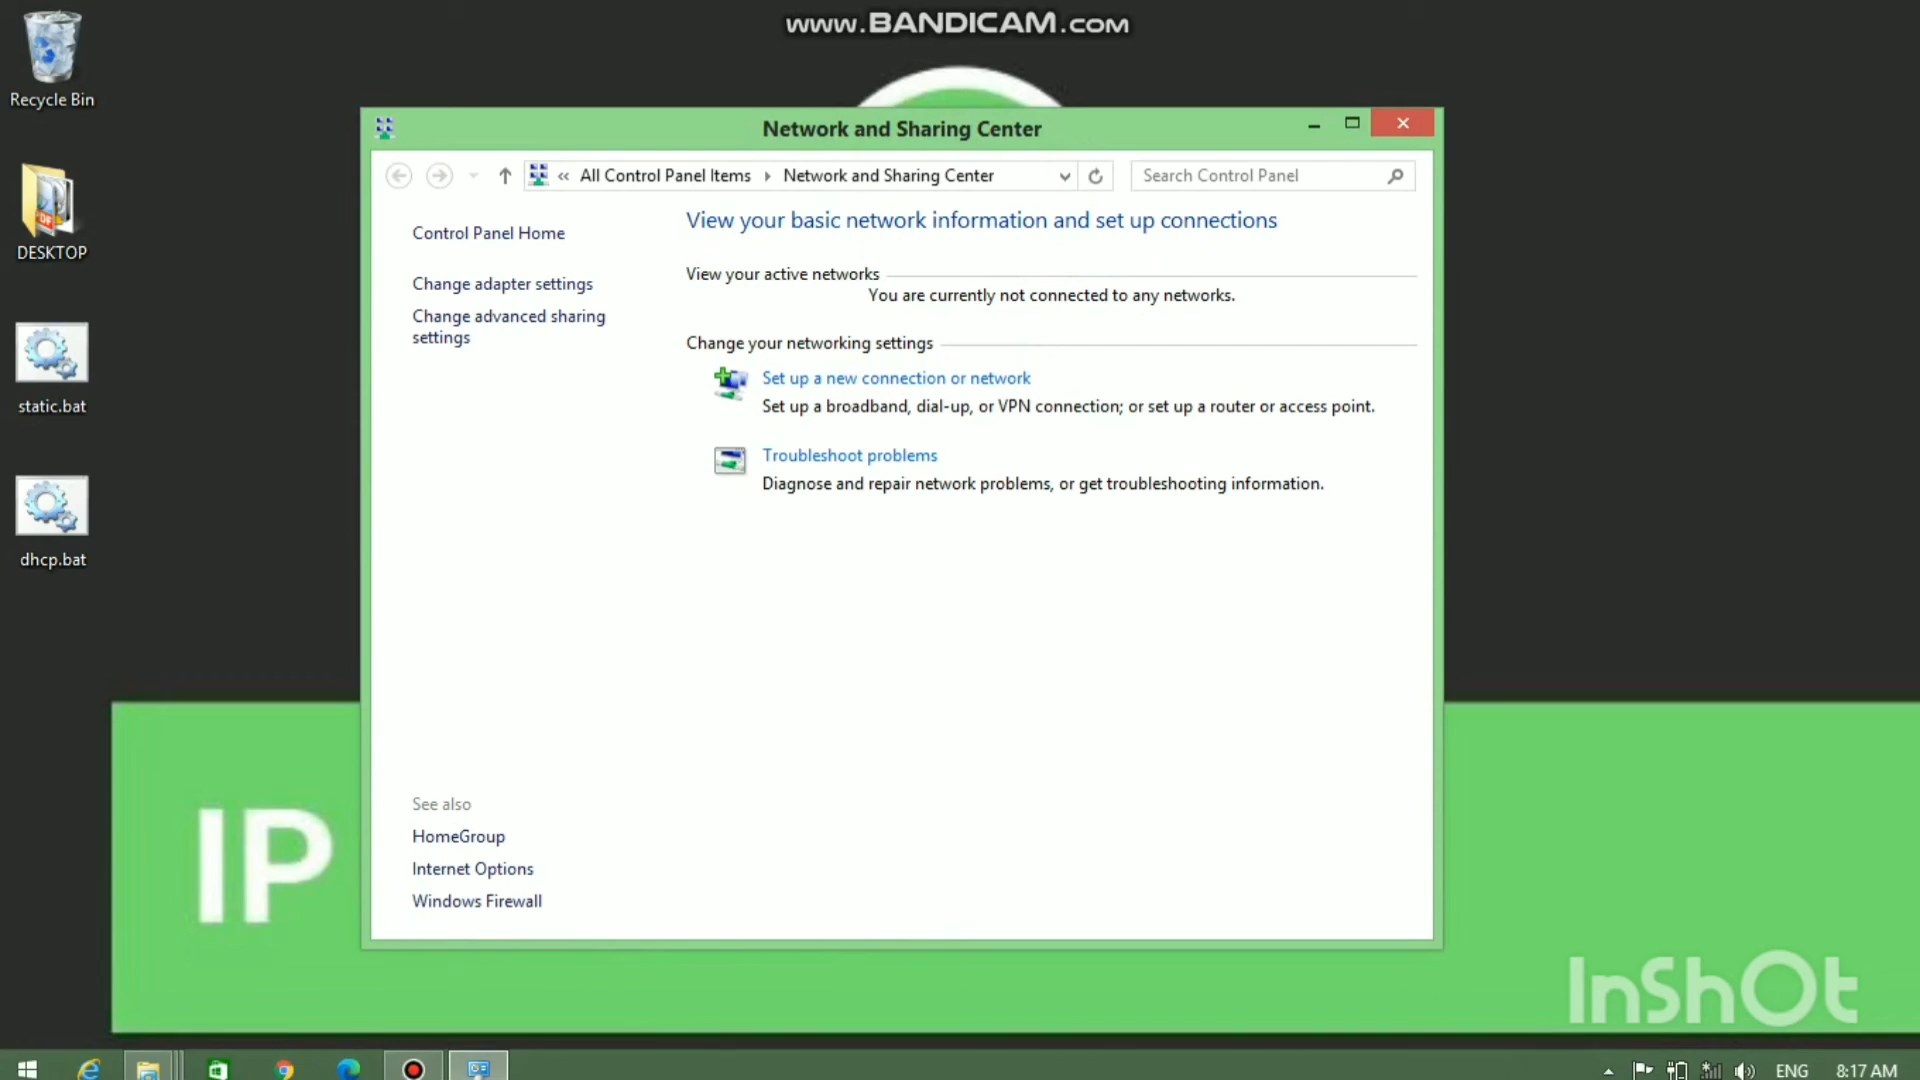 www.BANDICAM.com
Recycle Bin
DESKTOP
static.bat
dhcp.bat
Network and Sharing Center
« All Control Panel Items Network and Sharing Center
Search Control Panel
Control Panel Home
Change adapter settings
Change advanced sharing
settings
View your basic network information and set up connections
View your active networks
You are currently not connected to any networks.
Change your networking settings
Set up a new connection or network
Set up a broadband, dial-up, or VPN connection; or set up a router or access point.
Troubleshoot problems
Diagnose and repair network problems, or get troubleshooting information.
See also
HomeGroup
Internet Options
Windows Firewall
IP
InShOt
ENG
8:17 AM